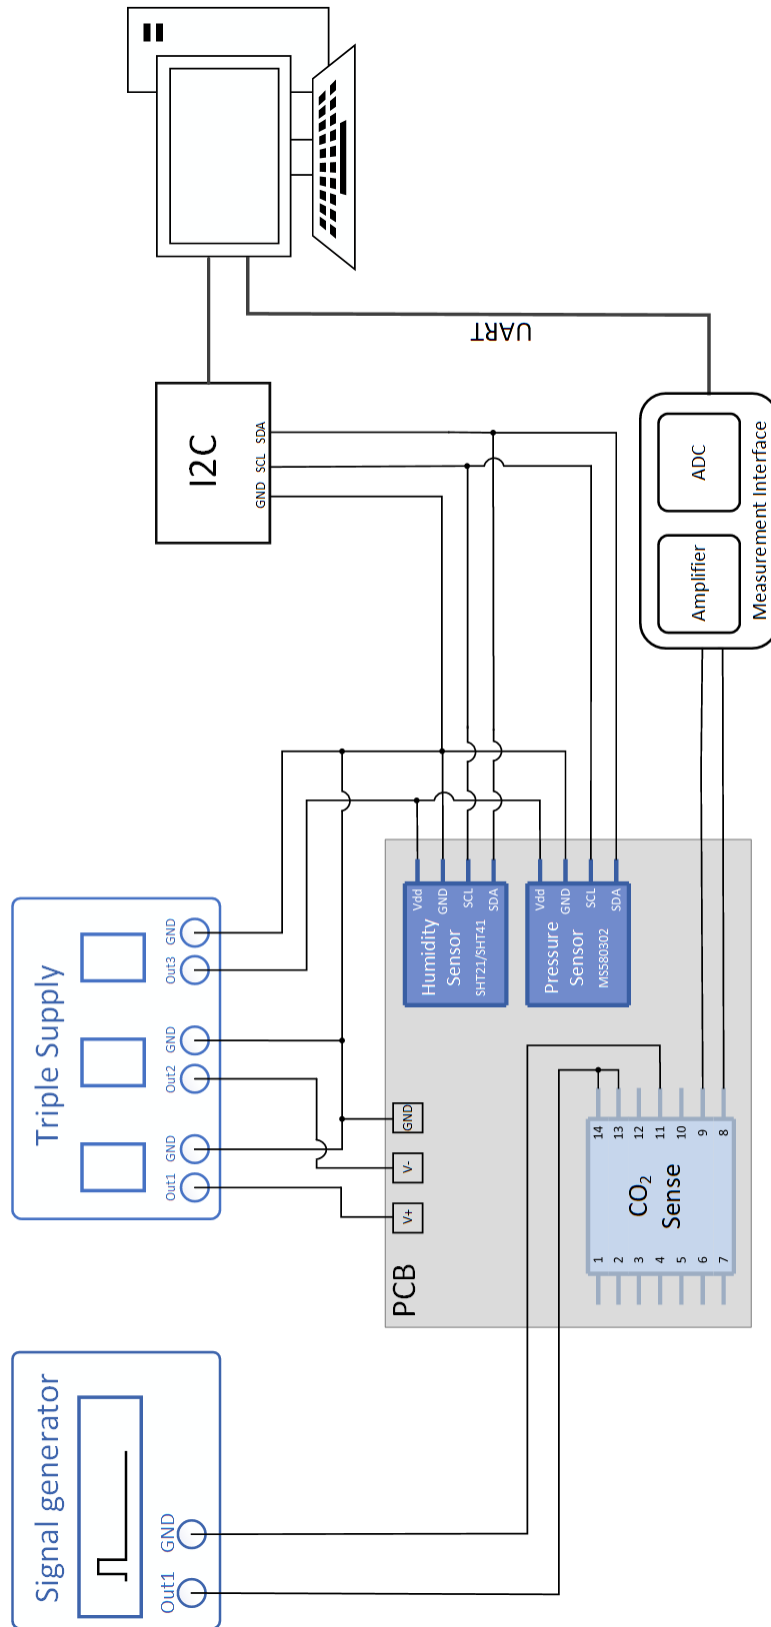 Signal generator
Out1
GND
Triple Supply
Out1
GND
Out2
GND
Out3
GND
I2C
GND
SCL
SDA
UART
PCB
V+
V-
GND
Humidity
Sensor
SHT21/SHT41
Vdd
GND
SCL
SDA
Pressure
Sensor
MS580302
Vdd
GND
SCL
SDA
CO2
Sense
1
2
3
4
5
6
7
14
13
12
11
10
9
8
Amplifier
ADC
Measurement Interface